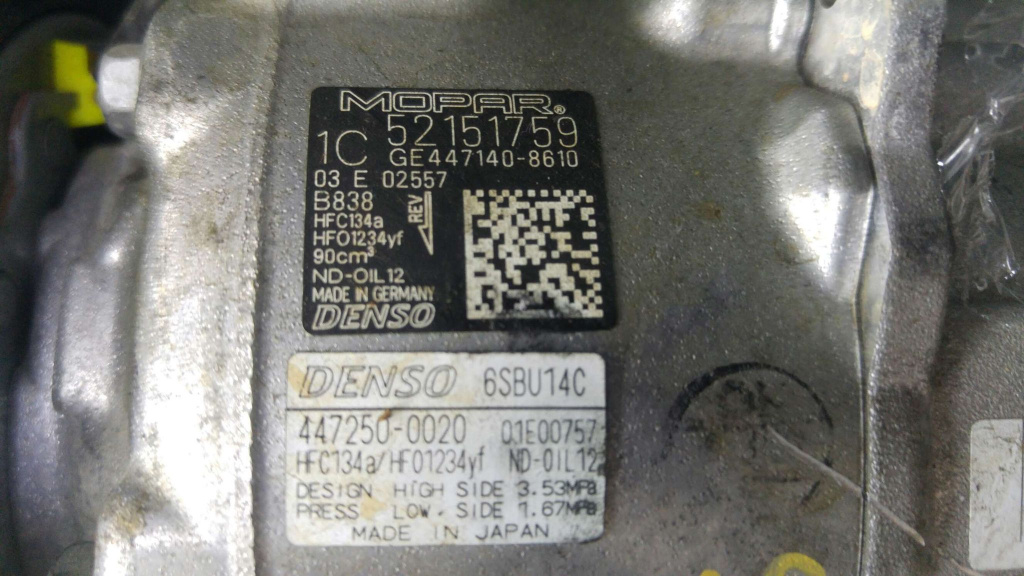 MOPAR®
1C 52151759
GE447140-8610
03 E 02557
B838
REV
HFC134a
HFO1234yf
90cm³
ND-OIL12
MADE IN GERMANY
DENSO
DENSO 6SBU14C
447250-0020 01E00757
HFC134a/HFO1234yf ND-OIL12
DESIGN HIGH SIDE 3.53MPa
PRESS LOW SIDE 1.67MPa
MADE IN JAPAN